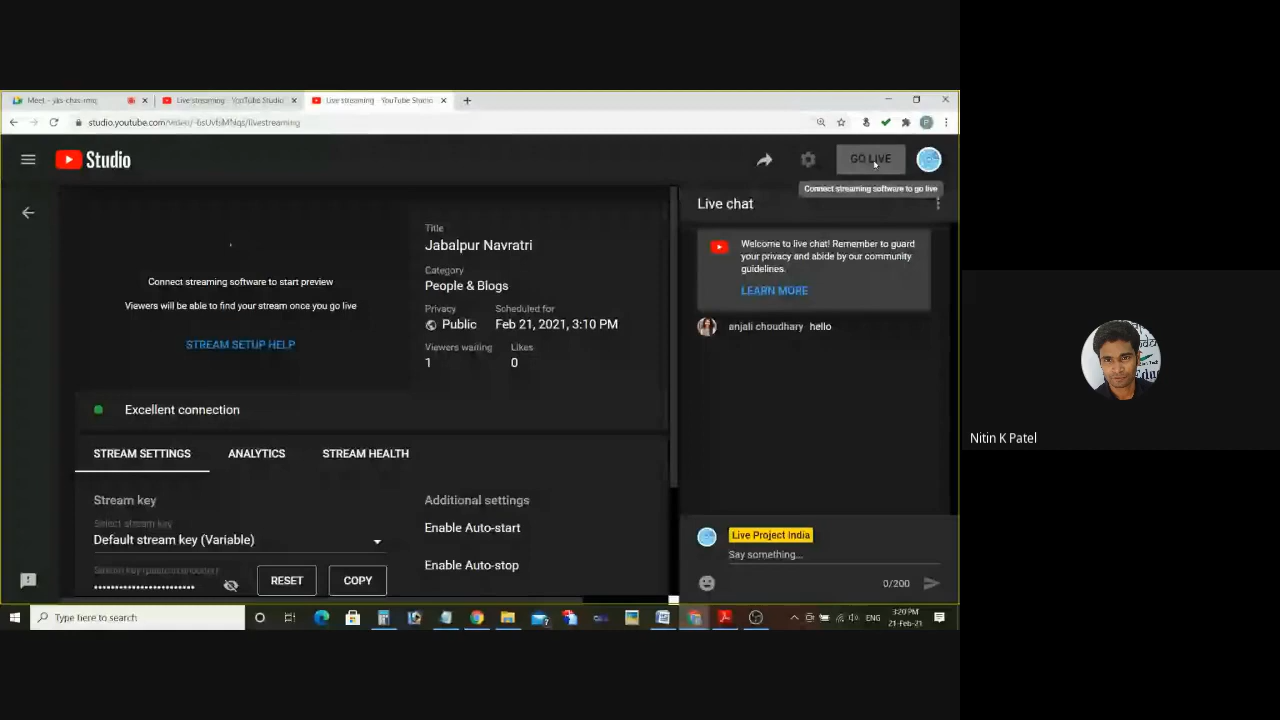 Live streaming - YouTube Studio
Live streaming - YouTube Studio
Studio
GO LIVE
Connect streaming software to go live
Live chat
Title
Jabalpur Navratri
Category
People & Blogs
Privacy
Public
Scheduled for
Feb 21, 2021, 3:10 PM
Viewers waiting
1
Likes
0
Connect streaming software to start preview
Viewers will be able to find your stream once you go live
STREAM SETUP HELP
Welcome to live chat! Remember to guard
your privacy and abide by our community
guidelines.
LEARN MORE
anjali choudhary hello
Excellent connection
STREAM SETTINGS
ANALYTICS
STREAM HEALTH
Stream key
Select stream key
Default stream key (Variable)
RESET
COPY
Additional settings
Enable Auto-start
Enable Auto-stop
Live Project India
Say something...
0/200
Type here to search
ENG
3:20 PM
21-Feb-21
Nitin K Patel